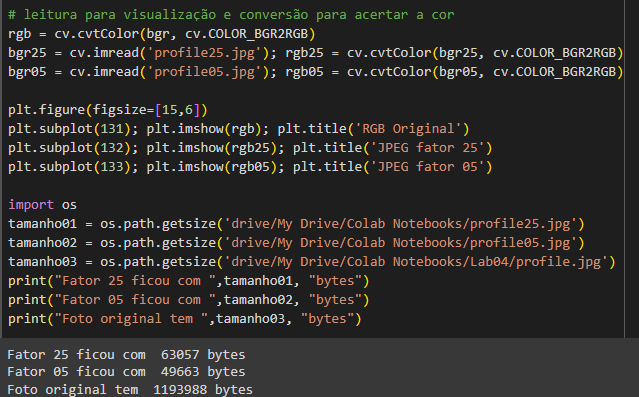 # leitura para visualização e conversão para acertar a cor
rgb = cv.cvtColor(bgr, cv.COLOR_BGR2RGB)
bgr25 = cv.imread('profile25.jpg'); rgb25 = cv.cvtColor(bgr25, cv.COLOR_BGR2RGB)
bgr05 = cv.imread('profile05.jpg'); rgb05 = cv.cvtColor(bgr05, cv.COLOR_BGR2RGB)
plt.figure(figsize=[15,6])
plt.subplot(131); plt.imshow(rgb); plt.title('RGB Original')
plt.subplot(132); plt.imshow(rgb25); plt.title('JPEG fator 25')
plt.subplot(133); plt.imshow(rgb05); plt.title('JPEG fator 05')
import os
tamanho01 = os.path.getsize('drive/My Drive/Colab Notebooks/profile25.jpg')
tamanho02 = os.path.getsize('drive/My Drive/Colab Notebooks/profile05.jpg')
tamanho03 = os.path.getsize('drive/My Drive/Colab Notebooks/Lab04/profile.jpg')
print("Fator 25 ficou com ",tamanho01, "bytes")
print("Fator 05 ficou com ",tamanho02, "bytes")
print("Foto original tem ",tamanho03, "bytes")
Fator 25 ficou com  63057 bytes
Fator 05 ficou com  49663 bytes
Foto original tem  1193988 bytes